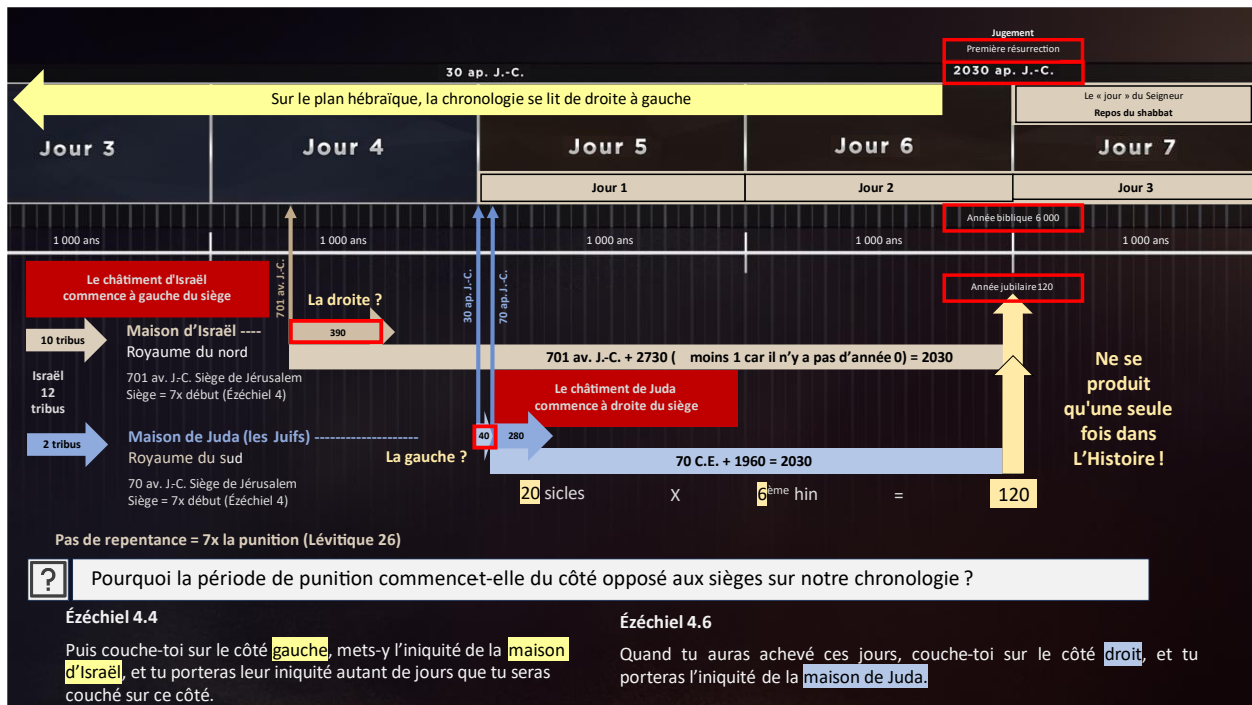 Jugement
Première résurrection
30 ap. J.-C.
2030 ap. J.-C.
Sur le plan hébraïque, la chronologie se lit de droite à gauche
Le « jour » du Seigneur
Repos du shabbat
Jour 3
Jour 4
Jour 5
Jour 6
Jour 7
Jour 1
Jour 2
Jour 3
Année biblique 6 000
1 000 ans
1 000 ans
1 000 ans
1 000 ans
1 000 ans
Le châtiment d'Israël
commence à gauche du siège
701 av. J.-C.
La droite ?
30 ap. J.-C.
70 ap. J.-C.
Année jubilaire 120
10 tribus
Maison d'Israël ----
390
Royaume du nord
701 av. J.-C. + 2730 ( moins 1 car il n'y a pas d'année 0) = 2030
701 av. J.-C. Siège de Jérusalem
Siège = 7x début (Ézéchiel 4)
Israël
12
tribus
Le châtiment de Juda
commence à droite du siège
Ne se
produit
qu'une seule
fois dans
L'Histoire !
2 tribus
Maison de Juda (les Juifs) --------------------
40
280
Royaume du sud
La gauche ?
70 C.E. + 1960 = 2030
70 av. J.-C. Siège de Jérusalem
Siège = 7x début (Ézéchiel 4)
20 sicles X 6ème hin = 120
Pas de repentance = 7x la punition (Lévitique 26)
?
Pourquoi la période de punition commence-t-elle du côté opposé aux sièges sur notre chronologie ?
Ézéchiel 4.4
Puis couche-toi sur le côté gauche, mets-y l'iniquité de la maison
d'Israël, et tu porteras leur iniquité autant de jours que tu seras
couché sur ce côté.
Ézéchiel 4.6
Quand tu auras achevé ces jours, couche-toi sur le côté droit, et tu
porteras l'iniquité de la maison de Juda.